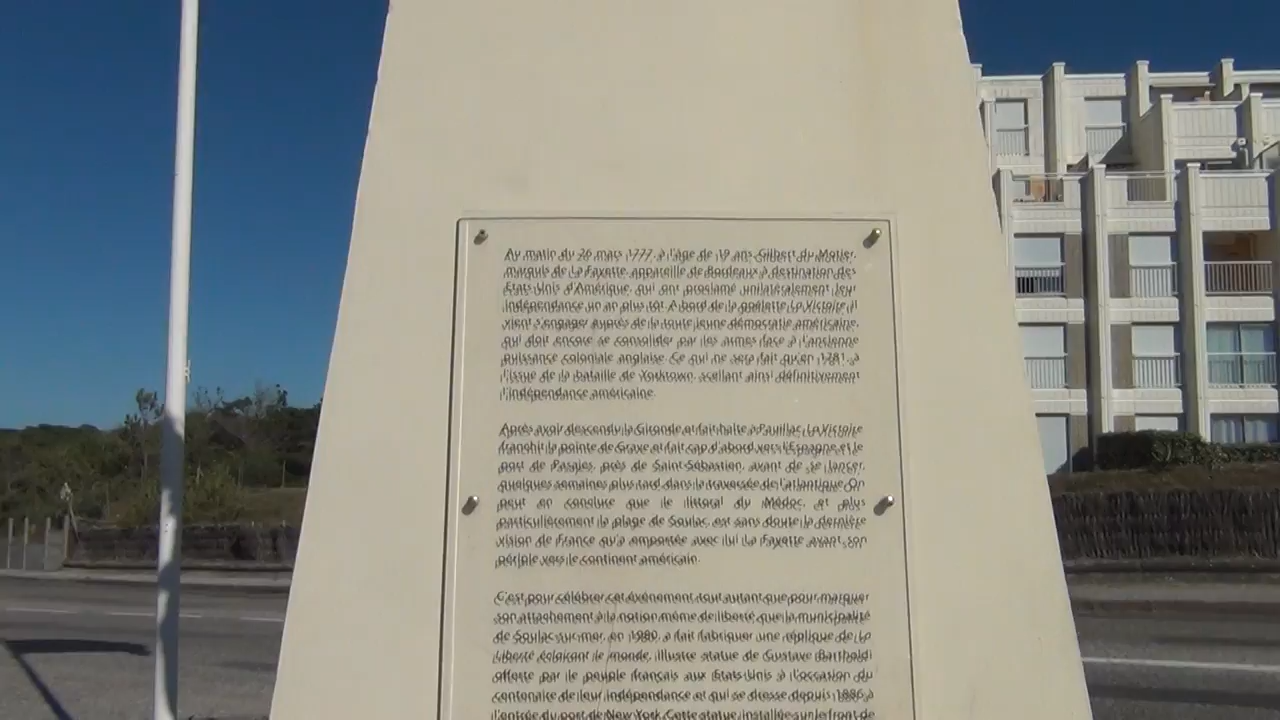 Au matin du 26 mars 1777, à l'âge de 19 ans, Gilbert du Motier,
marquis de La Fayette, appareille de Bordeaux à destination des
États Unis d'Amérique, qui ont proclamé unilatéralement leur
indépendance un an plus tôt. A bord de la goélette La Victoire, il
vient s'engager auprès de la toute jeune démocratie américaine,
qui doit encore se consolider par les armes face à l'ancienne
puissance coloniale anglaise. Ce qui ne sera fait qu'en 1781, à
l'issue de la bataille de Yorktown, scellant ainsi définitivement
l'indépendance américaine.
Après avoir descendu la Gironde et fait halte à Pauillac, La Victoire
franchit la pointe de Grave et fait cap d'abord vers l'Espagne et le
port de Pasajes, près de Saint-Sébastien, avant de se lancer,
quelques semaines plus tard dans la traversée de l'atlantique. On
peut en conclure que le littoral du Médoc, et plus
particulièrement la plage de Soulac, est sans doute la dernière
vision de France qu'a emportée avec lui La Fayette avant son
périple vers le continent américain.
C'est pour célébrer cet événement tout autant que pour marquer
son attachement à la notion même de liberté, que la municipalité
de Soulac-sur-mer, en 1980, a fait fabriquer une réplique de La
Liberté éclairant le monde, illustre statue de Gustave Bartholdi
offerte par le peuple français aux États-Unis à l'occasion du
centenaire de leur indépendance et qui se dresse depuis 1886 à
l'entrée du port de New York. Cette statue, installée sur le front de